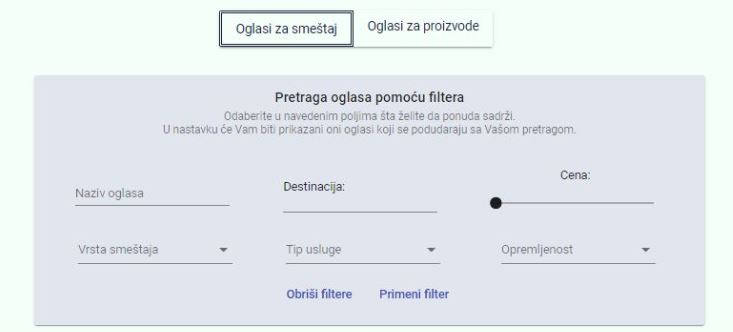 Oglasi za smeštaj
Oglasi za proizvode
Pretraga oglasa pomoću filtera
Odaberite u navedenim poljima šta želite da ponuda sadrži.
U nastavku će Vam biti prikazani oni oglasi koji se podudaraju sa Vašom pretragom.
Naziv oglasa
Destinacija:
Cena:
Vrsta smeštaja
Tip usluge
Opremljenost
Obriši filtere
Primeni filter